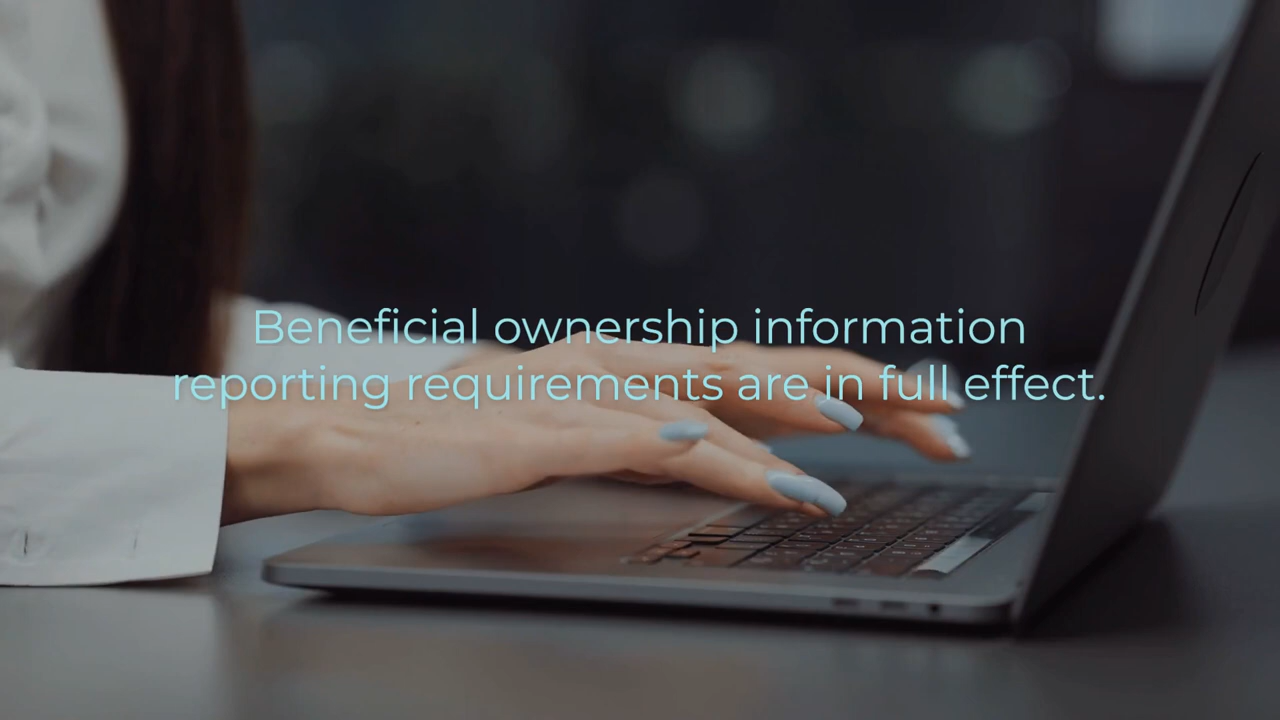 Beneficial ownership information
reporting requirements are in full effect.